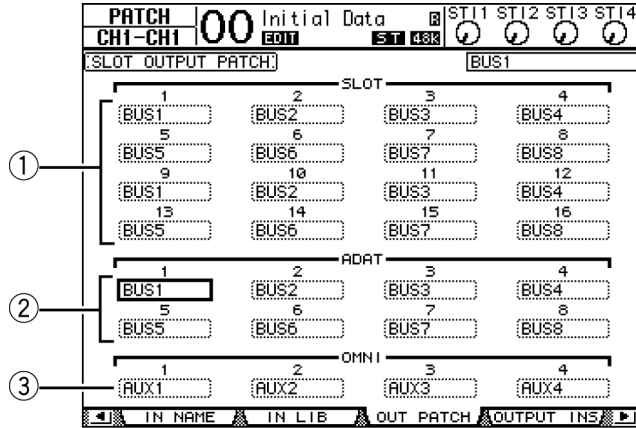 PATCH
CH1-CH1
00
Initial Data
EDIT
R
ST
48K
STI1 STI2 STI3 STI4
SLOT OUTPUT PATCH
BUS1
SLOT
1 2 3 4
BUS1 BUS2 BUS3 BUS4
5 6 7 8
BUS5 BUS6 BUS7 BUS8
9 10 11 12
BUS1 BUS2 BUS3 BUS4
13 14 15 16
BUS5 BUS6 BUS7 BUS8
1
ADAT
1 2 3 4
BUS1 BUS2 BUS3 BUS4
5 6 7 8
BUS5 BUS6 BUS7 BUS8
2
OMNI
1 2 3 4
AUX1 AUX2 AUX3 AUX4
3
IN NAME IN LIB OUT PATCH OUTPUT INS